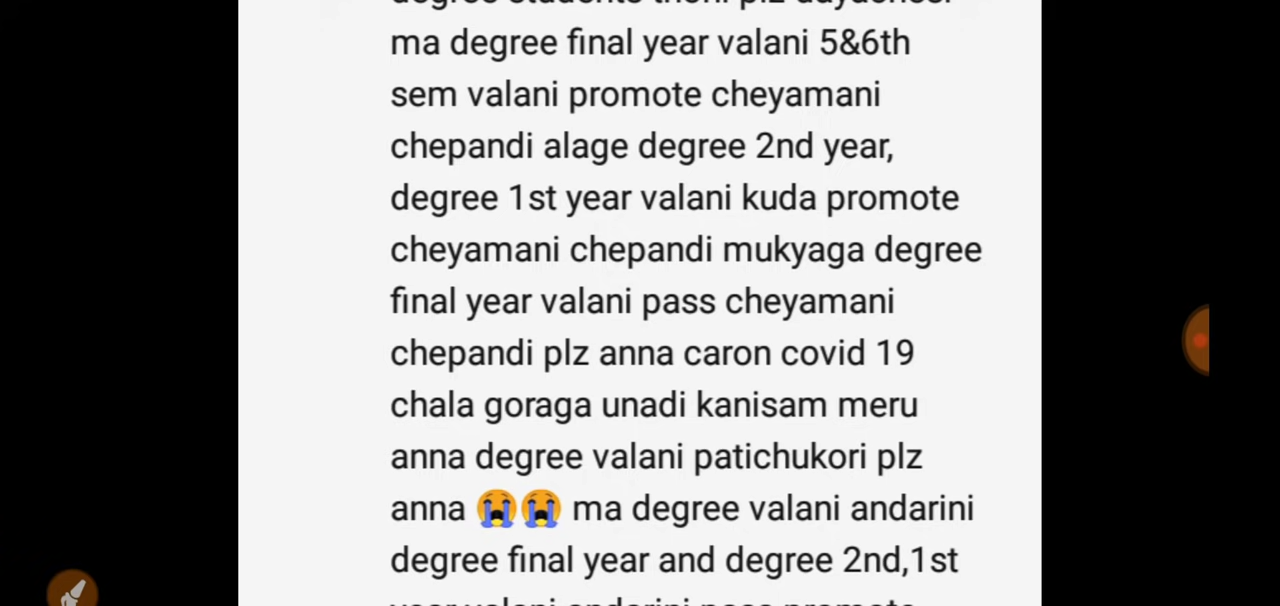 ma degree final year valani 5&6th
sem valani promote cheyamani
chepandi alage degree 2nd year,
degree 1st year valani kuda promote
cheyamani chepandi mukyaga degree
final year valani pass cheyamani
chepandi plz anna caron covid 19
chala goraga unadi kanisam meru
anna degree valani patichukori plz
anna 😭😭 ma degree valani andarini
degree final year and degree 2nd,1st